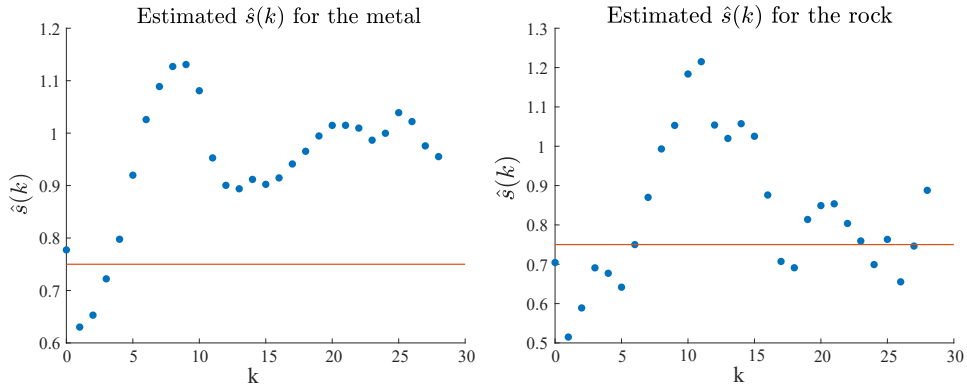 Estimated ŝ(k) for the metal
1.2
1.1
1
0.9
0.8
0.7
0.6
ŝ(k)
0 5 10 15 20 25 30
k
Estimated ŝ(k) for the rock
1.3
1.2
1.1
1
0.9
0.8
0.7
0.6
0.5
ŝ(k)
0 5 10 15 20 25 30
k